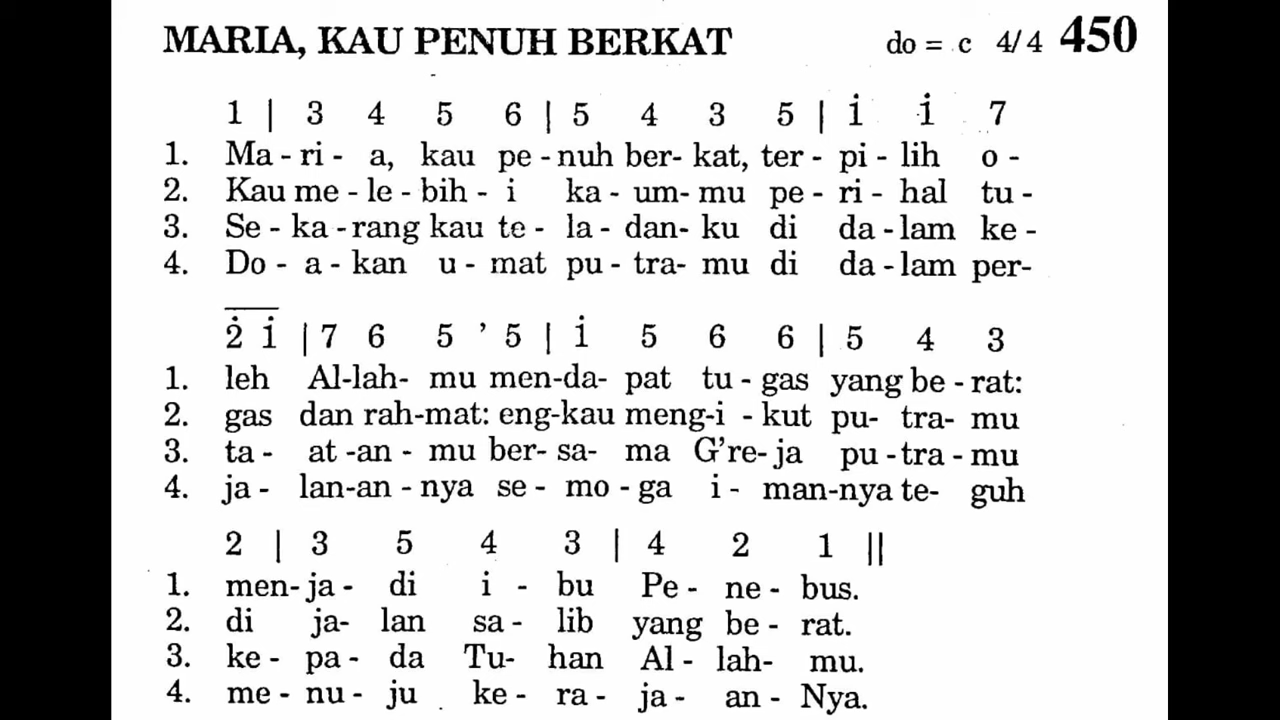 MARIA, KAU PENUH BERKAT do = c 4/4 450
1 | 3 4 5 6 | 5 4 3 5 | i̇ i̇ 7
1. Ma - ri - a, kau pe - nuh ber- kat, ter - pi - lih o -
2. Kau me - le - bih - i ka - um- mu pe - ri - hal tu -
3. Se - ka - rang kau te - la - dan- ku di da - lam ke -
4. Do - a - kan u - mat pu - tra- mu di da - lam per-
2̇ i̇ | 7 6 5 ’ 5 | i̇ 5 6 6 | 5 4 3
1. leh Al-lah- mu men-da- pat tu - gas yang be - rat:
2. gas dan rah-mat: eng-kau meng-i - kut pu- tra- mu
3. ta - at -an - mu ber- sa- ma G’re- ja pu -tra - mu
4. ja - lan-an - nya se - mo - ga i - man-nya te- guh
2 | 3 5 4 3 | 4 2 1 ||
1. men- ja - di i - bu Pe - ne - bus.
2. di ja- lan sa - lib yang be - rat.
3. ke - pa - da Tu- han Al - lah- mu.
4. me - nu - ju ke - ra - ja - an - Nya.